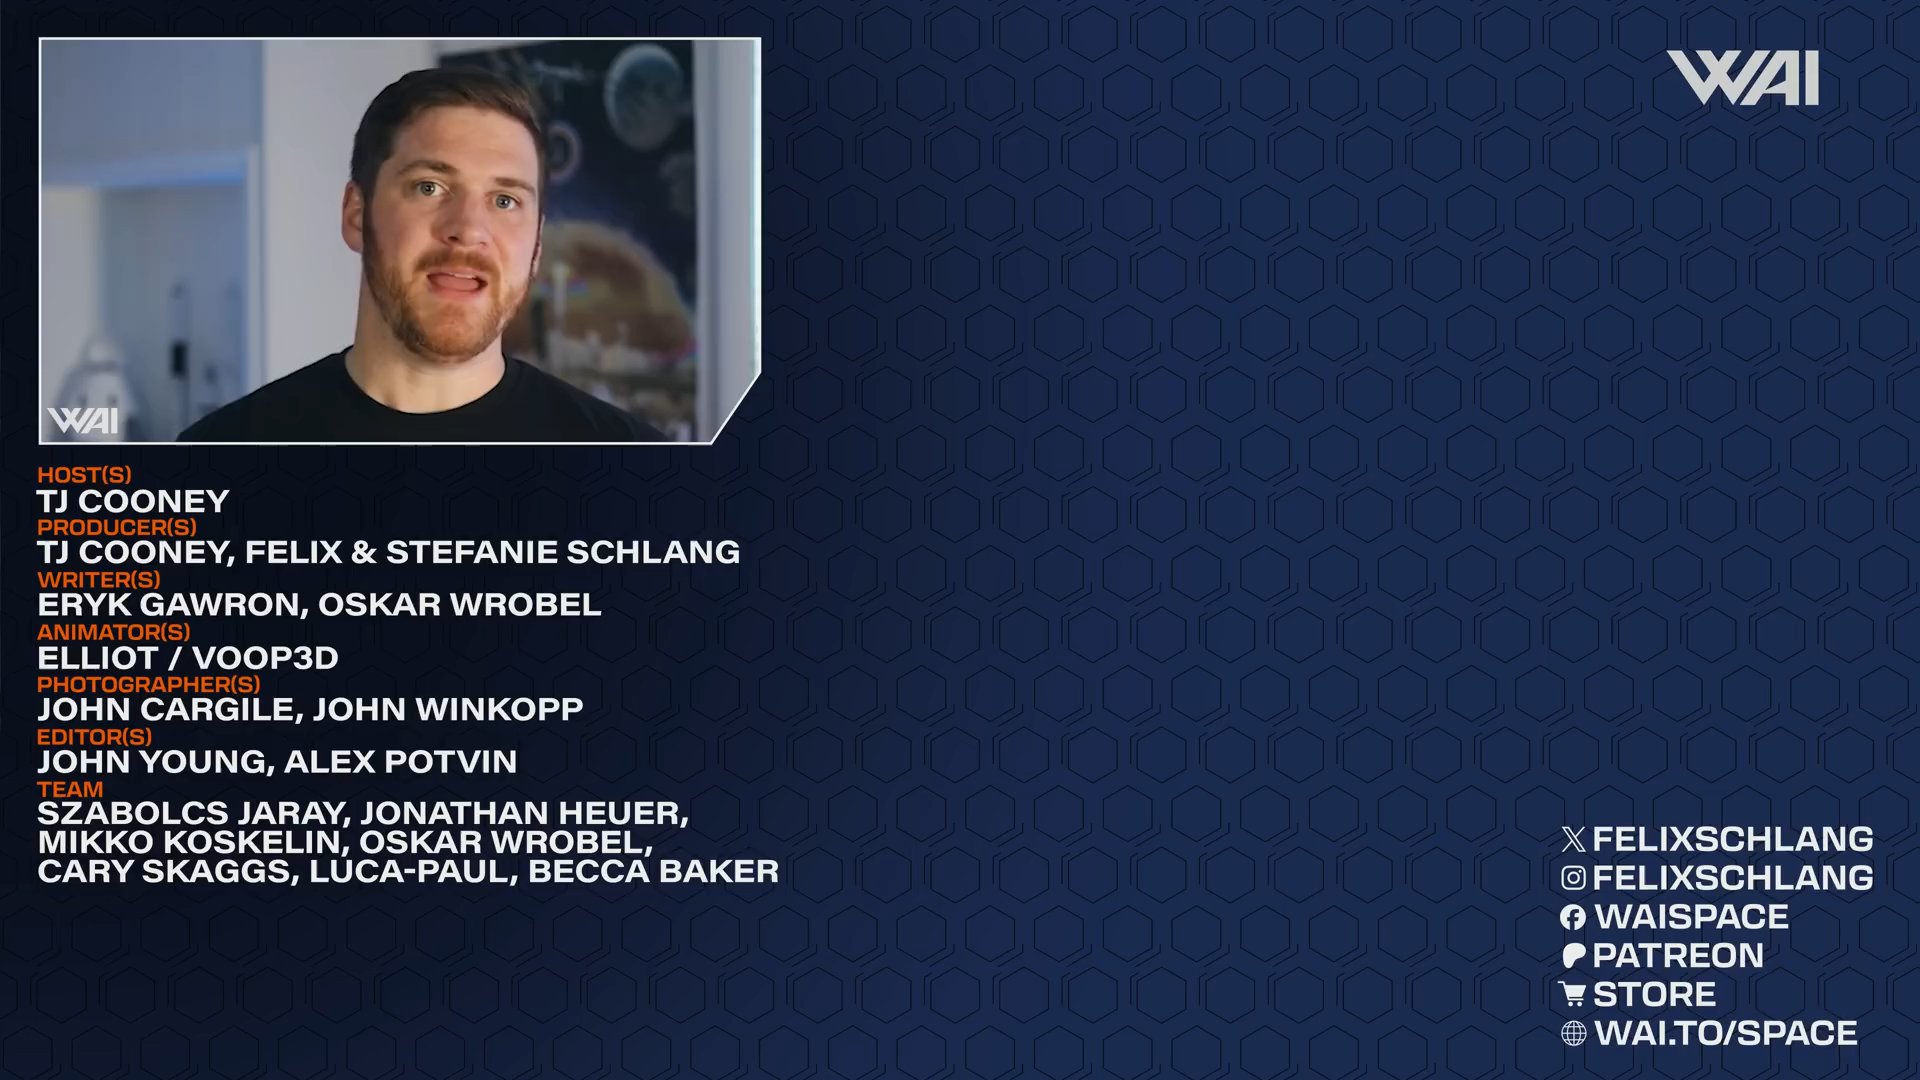 WAI
WAI
HOST(S)
TJ COONEY
PRODUCER(S)
TJ COONEY, FELIX & STEFANIE SCHLANG
WRITER(S)
ERYK GAWRON, OSKAR WROBEL
ANIMATOR(S)
ELLIOT / VOOP3D
PHOTOGRAPHER(S)
JOHN CARGILE, JOHN WINKOPP
EDITOR(S)
JOHN YOUNG, ALEX POTVIN
TEAM
SZABOLCS JARAY, JONATHAN HEUER,
MIKKO KOSKELIN, OSKAR WROBEL,
CARY SKAGGS, LUCA-PAUL, BECCA BAKER
FELIXSCHLANG
FELIXSCHLANG
WAISPACE
PATREON
STORE
WAI.TO/SPACE